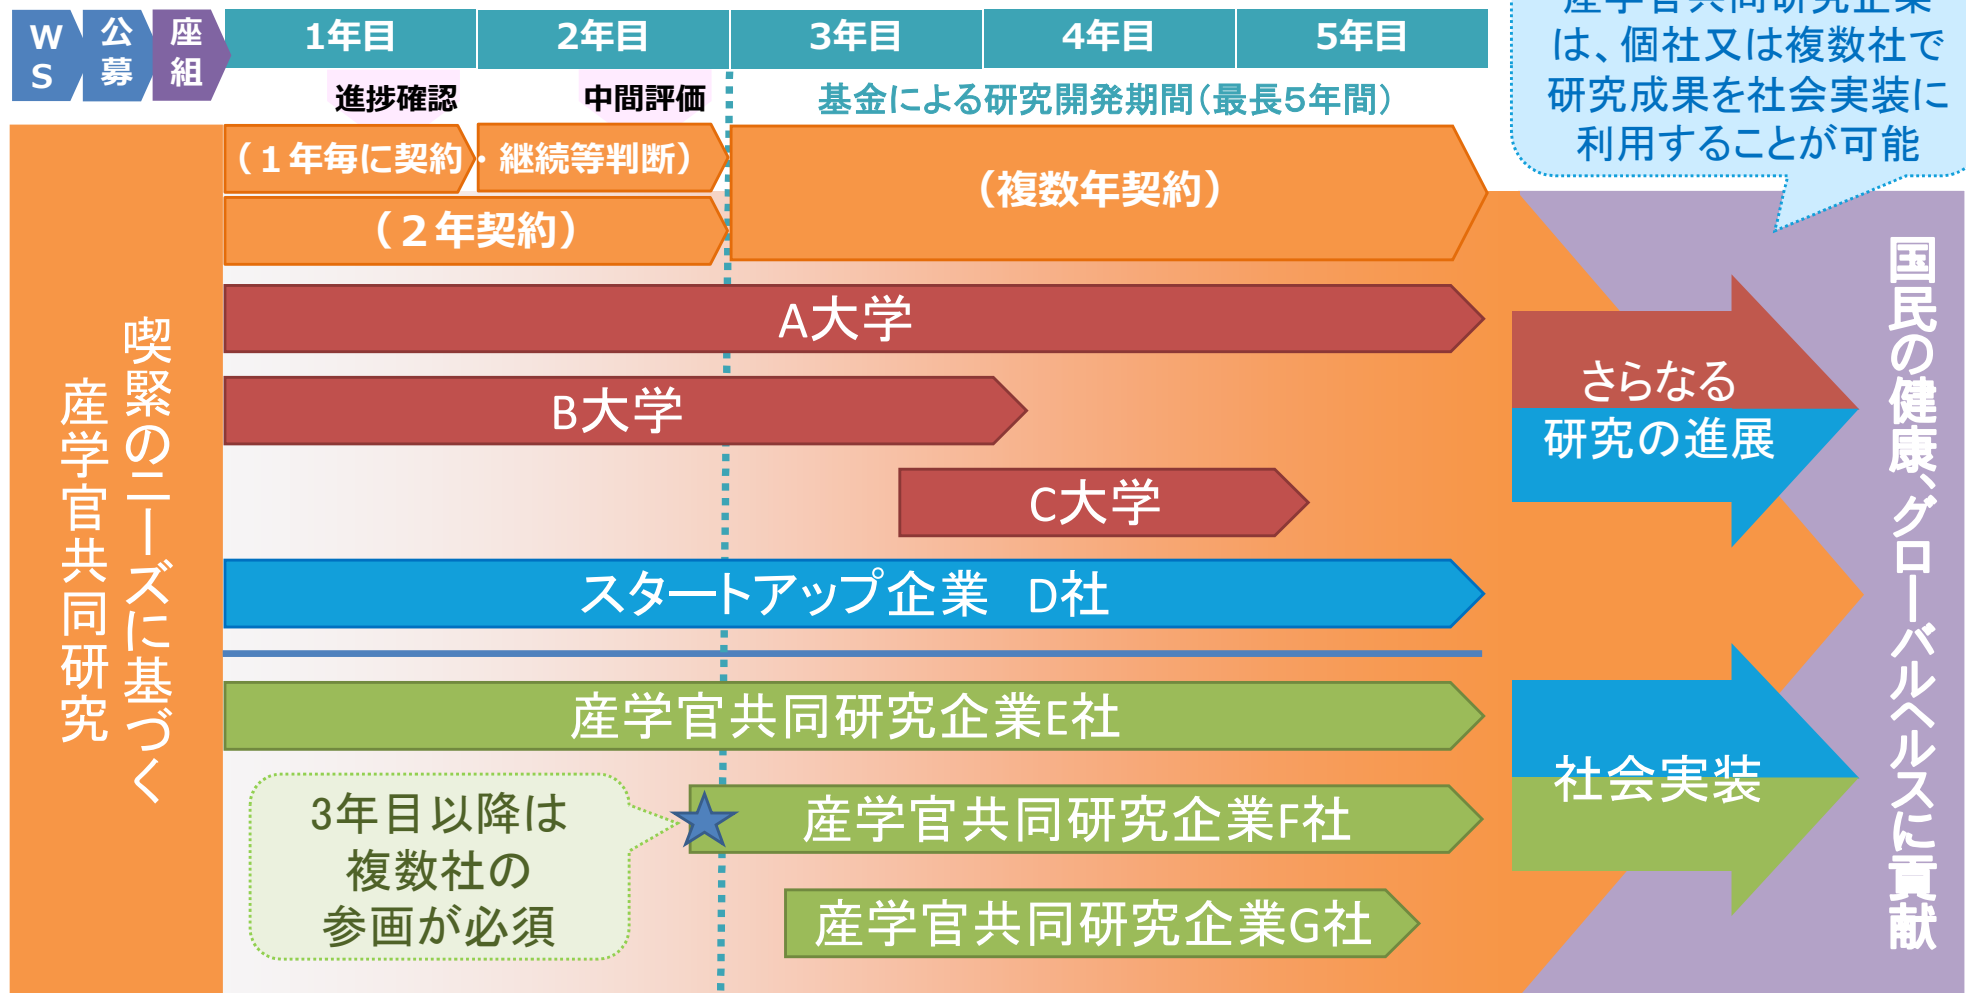 WS
公募
座組
1年目
2年目
3年目
4年目
5年目
進捗確認
中間評価
基金による研究開発期間（最長５年間）
産学官共同研究企業
は、個社又は複数社で
研究成果を社会実装に
利用することが可能
（１年毎に契約・継続等判断）
（２年契約）
（複数年契約）
喫緊のニーズに基づく
産学官共同研究
A大学
B大学
C大学
スタートアップ企業　D社
産学官共同研究企業E社
3年目以降は
複数社の
参画が必須
産学官共同研究企業F社
産学官共同研究企業G社
さらなる
研究の進展
社会実装
国民の健康、グローバルヘルスに貢献